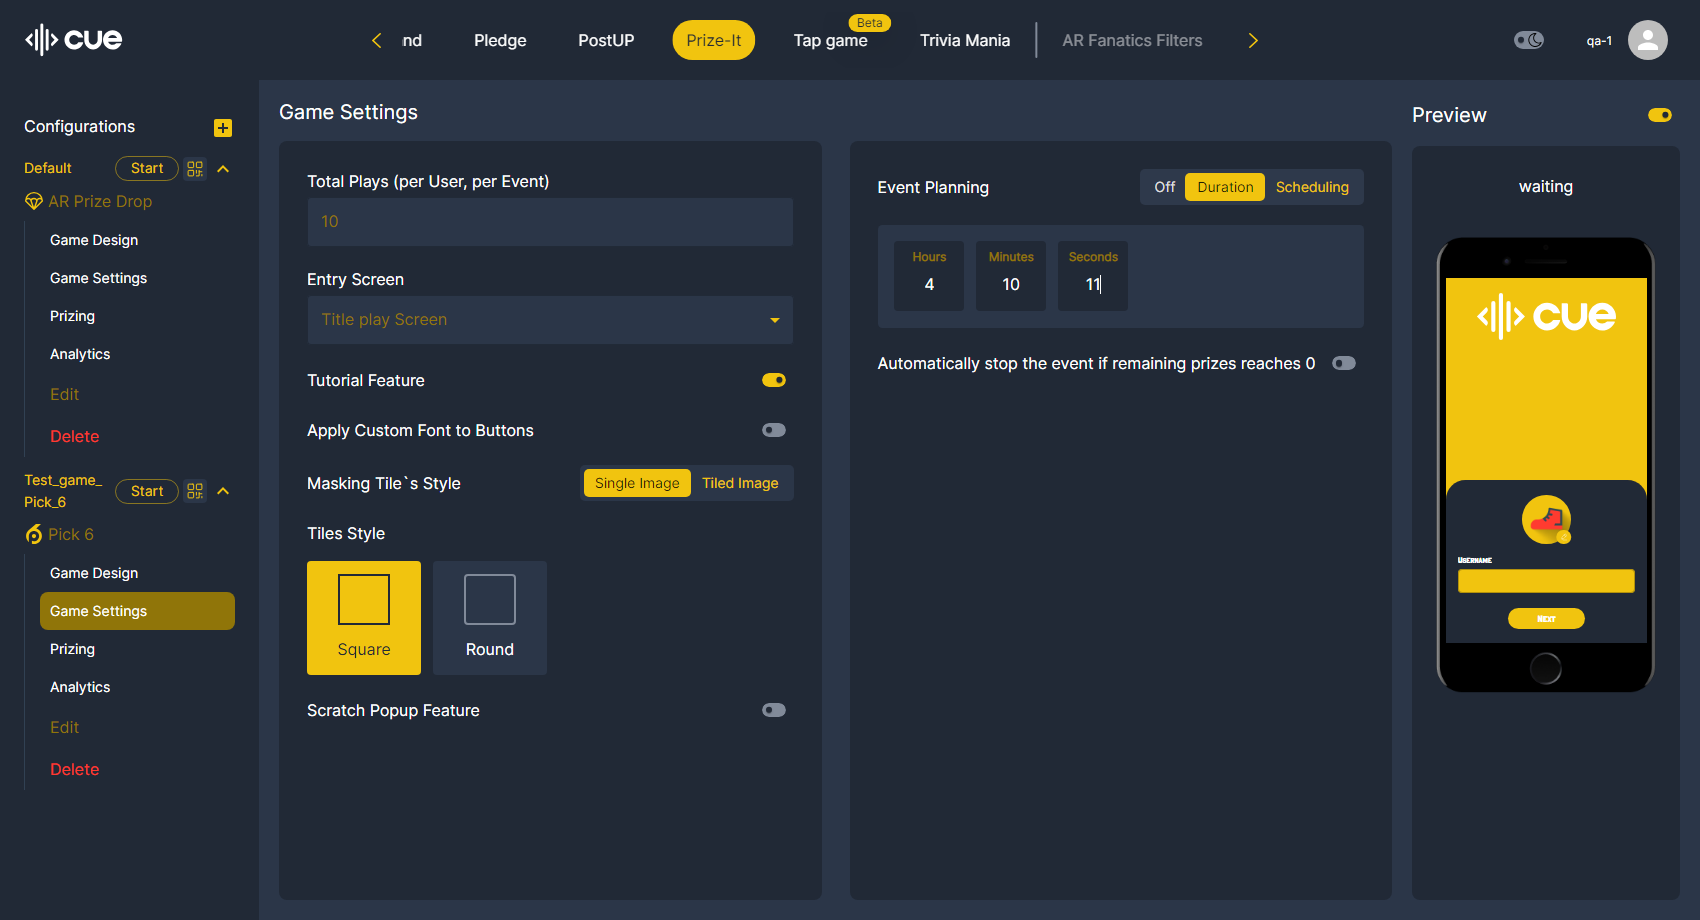 cue
nd
Pledge
PostUP
Prize-It
Beta
Tap game
Trivia Mania
AR Fanatics Filters
qa-1
Configurations
Default
Start
AR Prize Drop
Game Design
Game Settings
Prizing
Analytics
Edit
Delete
Test_game_
Pick_6
Start
Pick 6
Game Design
Game Settings
Prizing
Analytics
Edit
Delete
Game Settings
Total Plays (per User, per Event)
10
Entry Screen
Title play Screen
Tutorial Feature
Apply Custom Font to Buttons
Masking Tile`s Style
Single Image
Tiled Image
Tiles Style
Square
Round
Scratch Popup Feature
Event Planning
Off
Duration
Scheduling
Hours
Minutes
Seconds
4
10
11
Automatically stop the event if remaining prizes reaches 0
Preview
waiting
cue
Username
Next